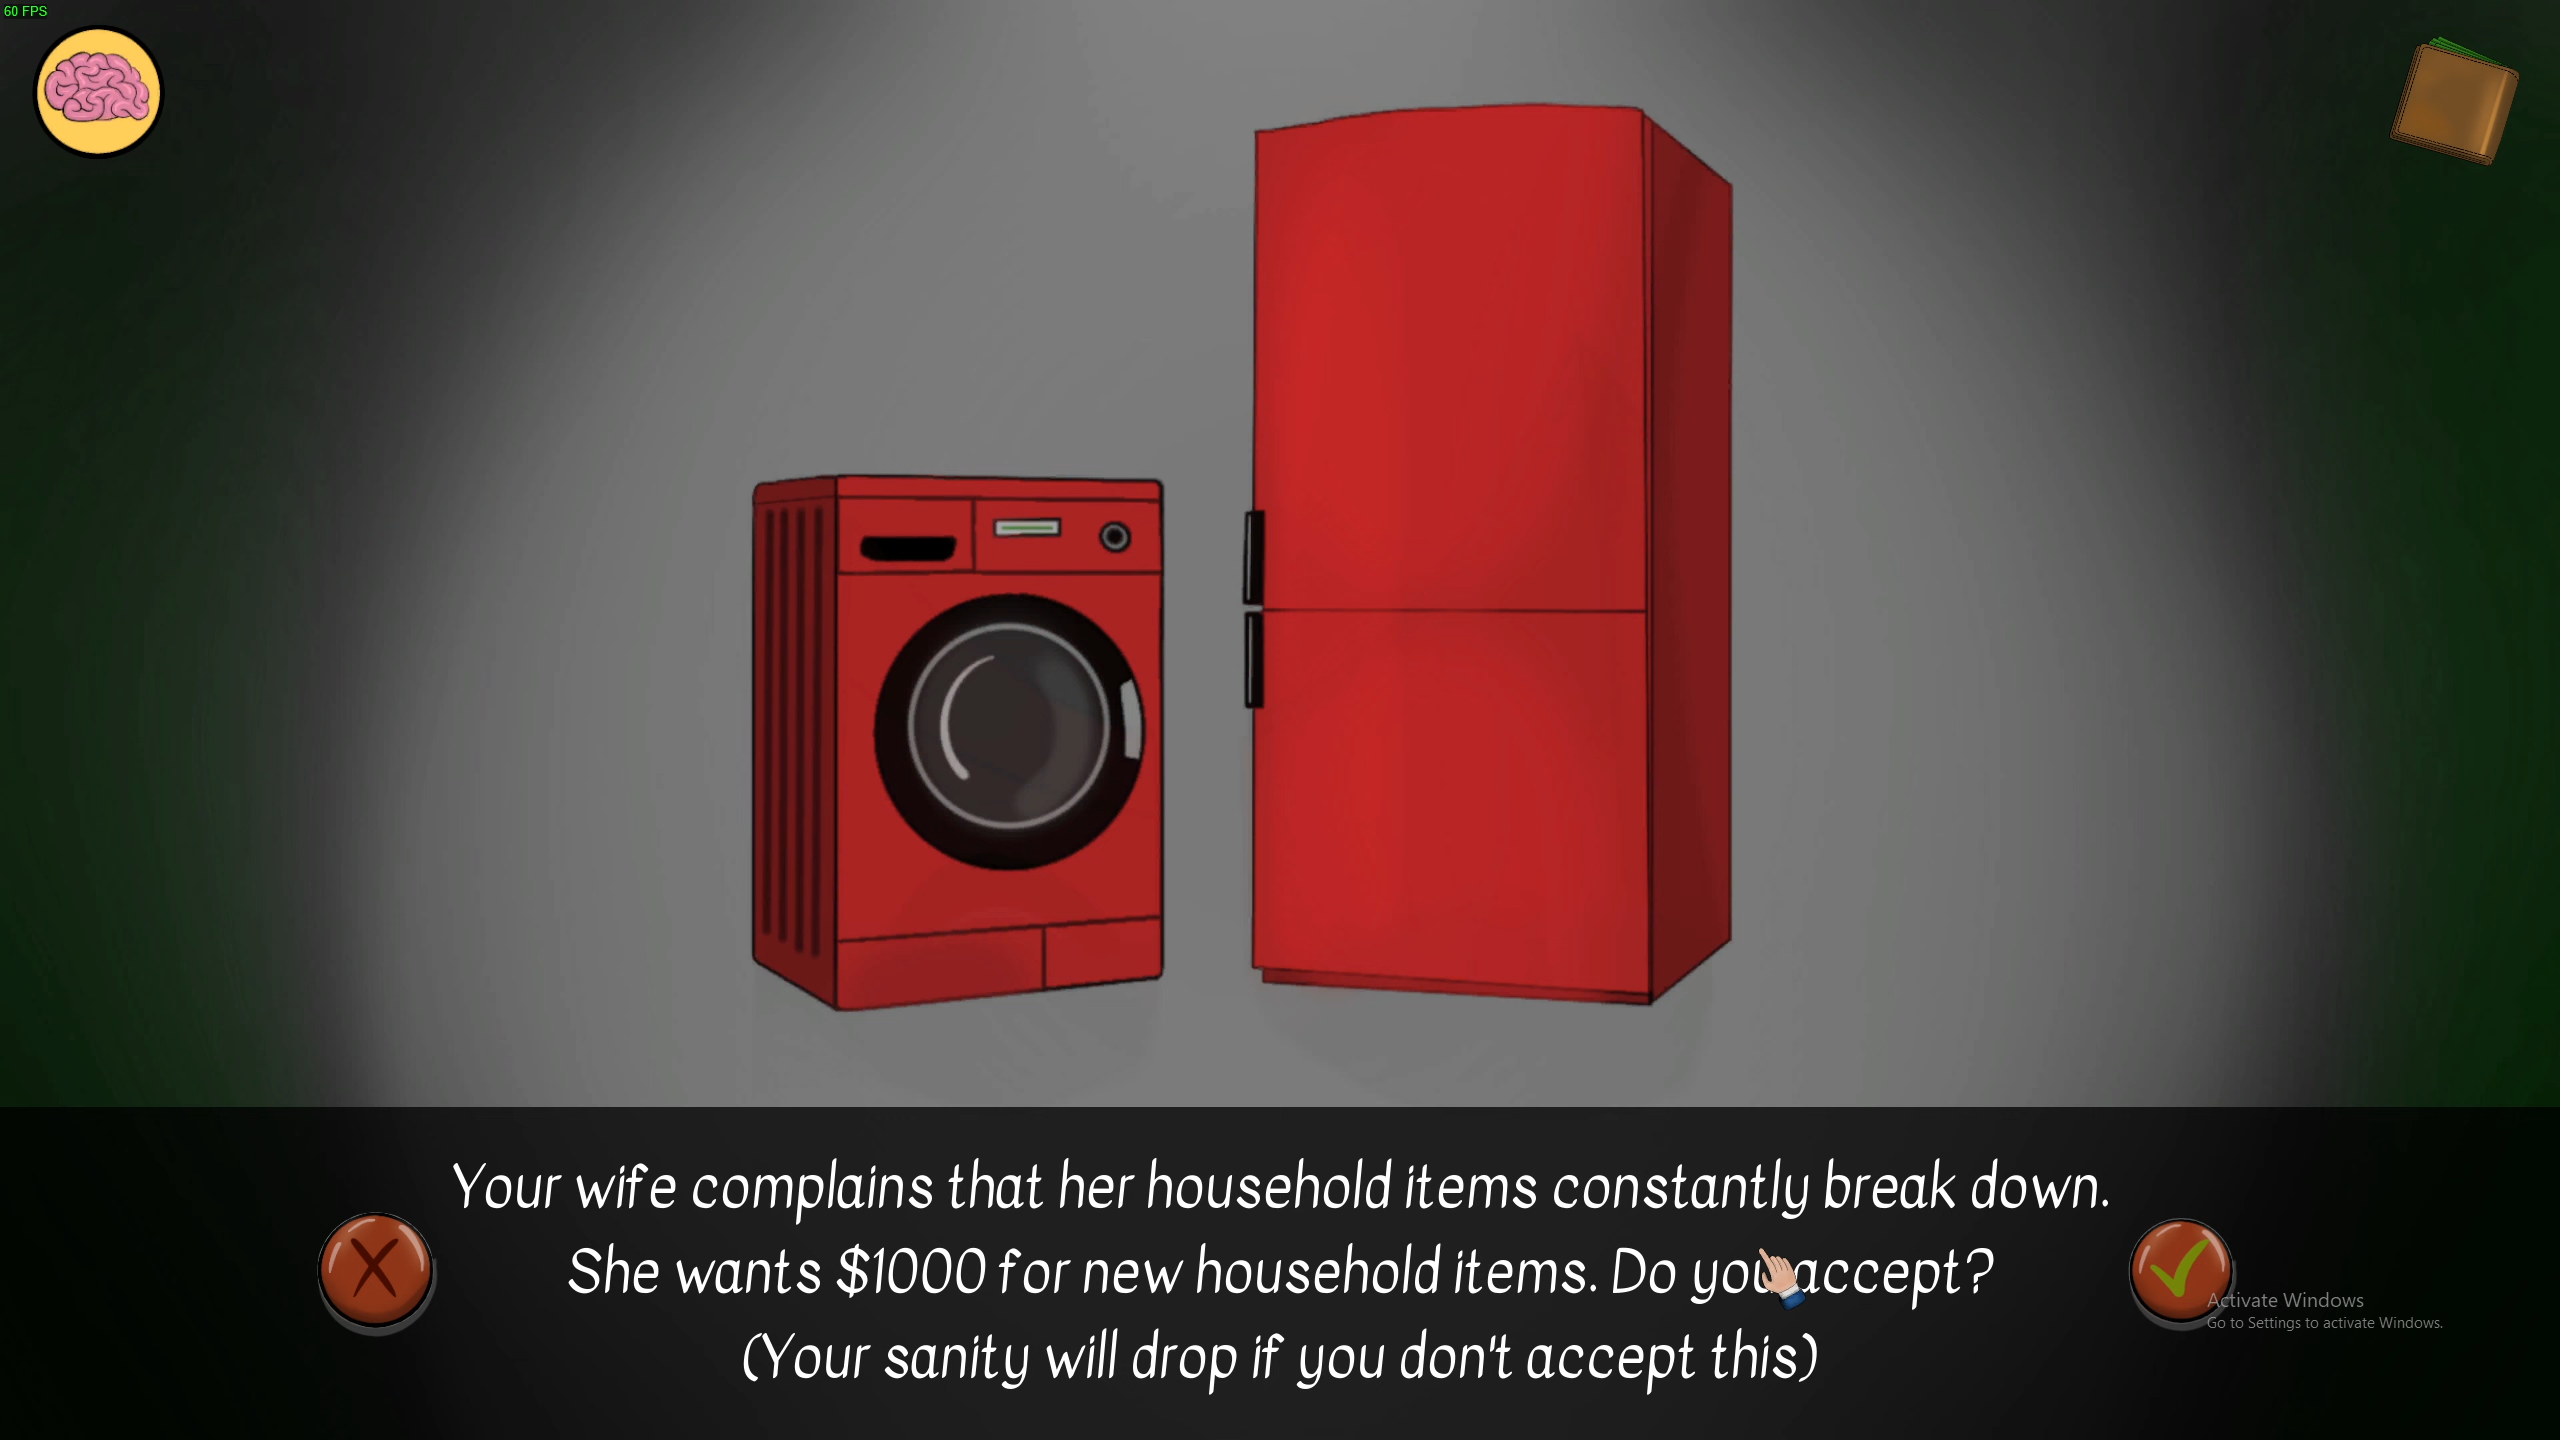 60 FPS
Your wife complains that her household items constantly break down.
She wants $1000 for new household items. Do you accept?
(Your sanity will drop if you don't accept this)
Activate Windows
Go to Settings to activate Windows.